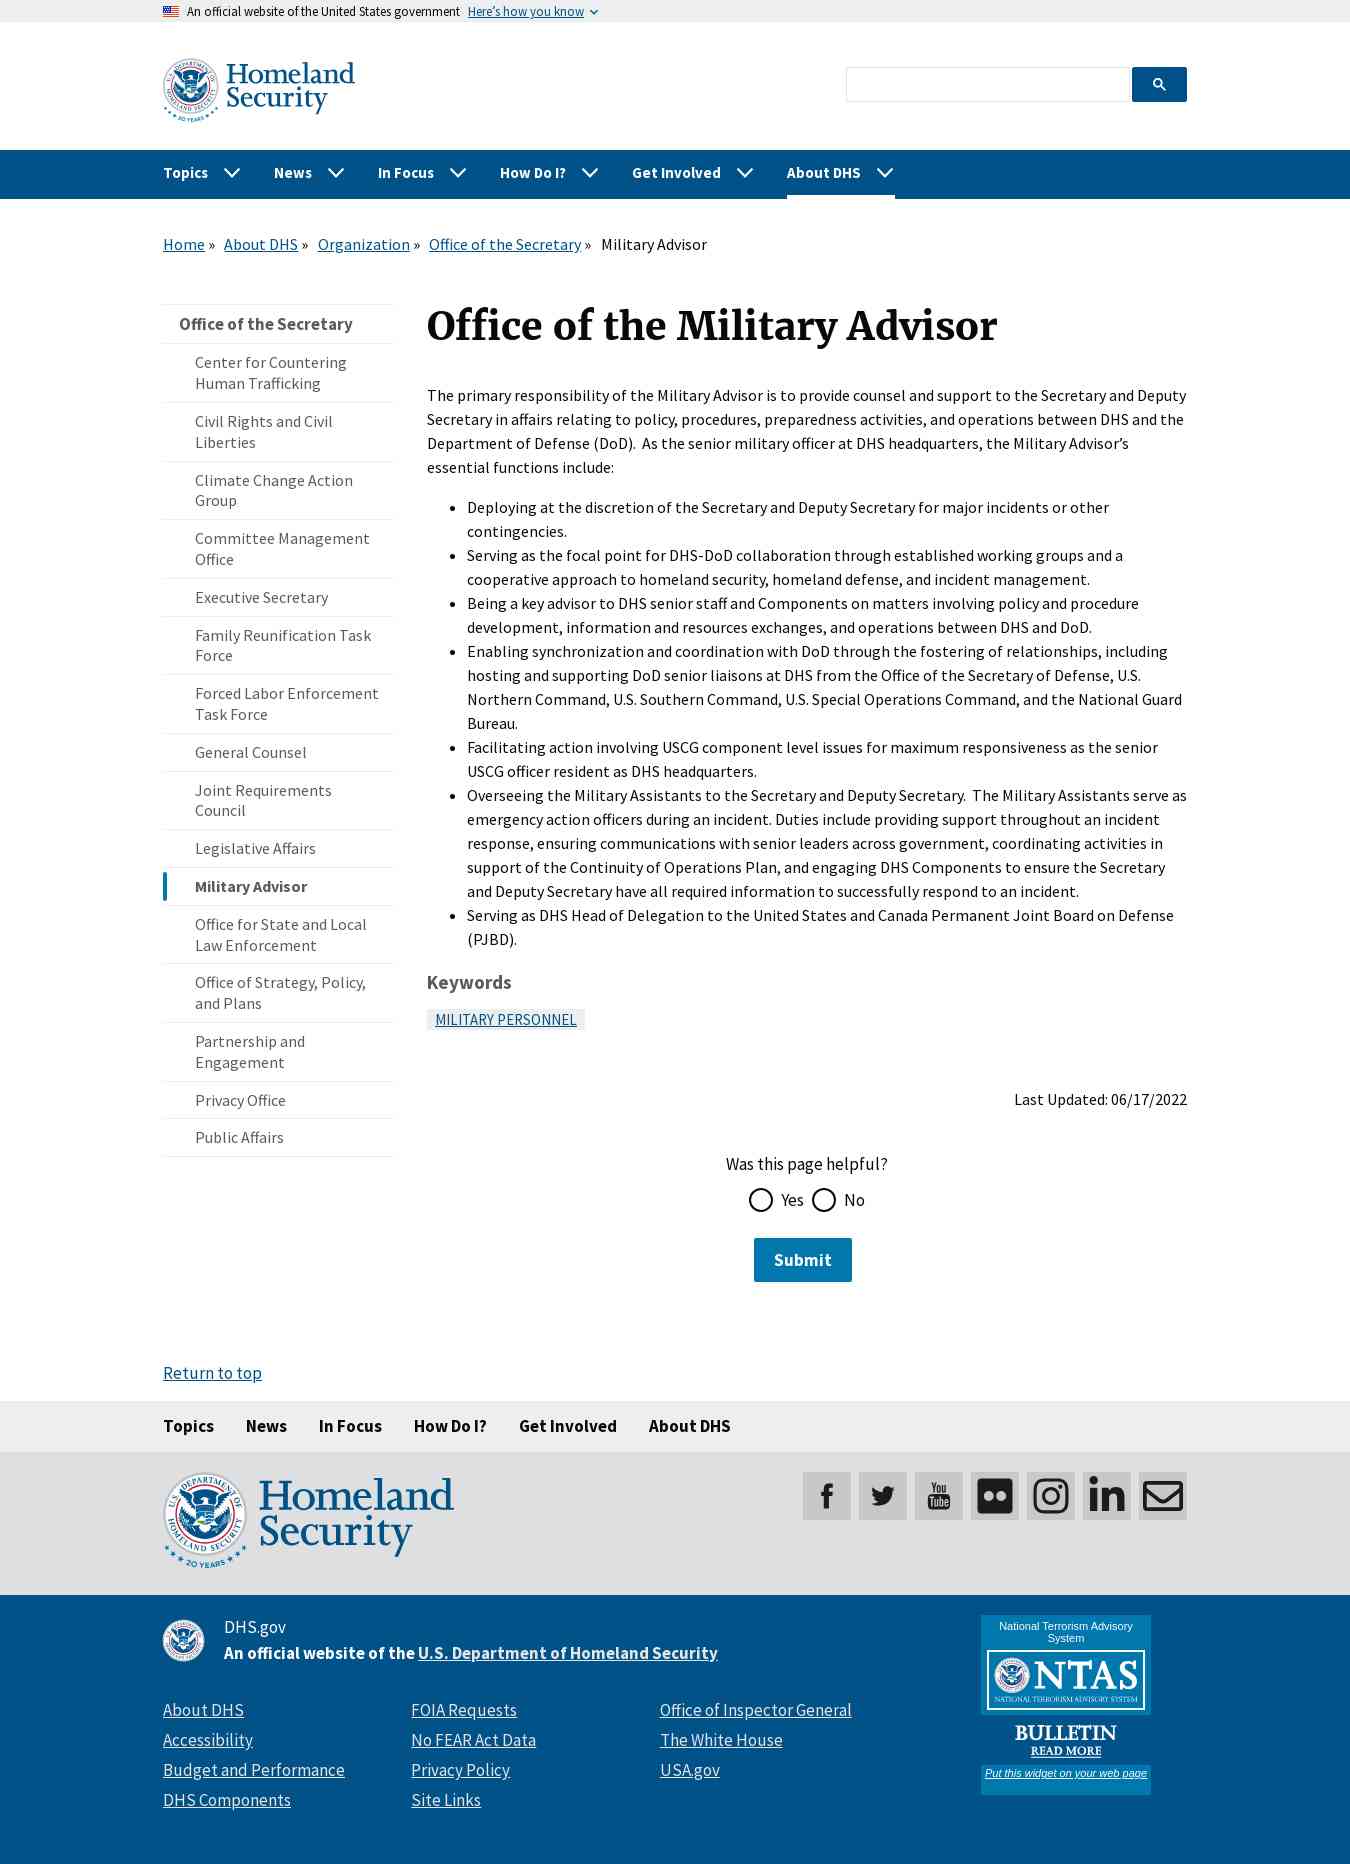 An official website of the United States government Here's how you know
U.S. DEPARTMENT OF HOMELAND SECURITY
20 YEARS
Homeland
Security
Topics News In Focus How Do I? Get Involved About DHS
Home » About DHS » Organization » Office of the Secretary » Military Advisor
Office of the Secretary
Center for Countering
Human Trafficking
Civil Rights and Civil
Liberties
Climate Change Action
Group
Committee Management
Office
Executive Secretary
Family Reunification Task
Force
Forced Labor Enforcement
Task Force
General Counsel
Joint Requirements
Council
Legislative Affairs
Military Advisor
Office for State and Local
Law Enforcement
Office of Strategy, Policy,
and Plans
Partnership and
Engagement
Privacy Office
Public Affairs
Office of the Military Advisor
The primary responsibility of the Military Advisor is to provide counsel and support to the Secretary and Deputy
Secretary in affairs relating to policy, procedures, preparedness activities, and operations between DHS and the
Department of Defense (DoD).  As the senior military officer at DHS headquarters, the Military Advisor's
essential functions include:
• Deploying at the discretion of the Secretary and Deputy Secretary for major incidents or other
contingencies.
• Serving as the focal point for DHS-DoD collaboration through established working groups and a
cooperative approach to homeland security, homeland defense, and incident management.
• Being a key advisor to DHS senior staff and Components on matters involving policy and procedure
development, information and resources exchanges, and operations between DHS and DoD.
• Enabling synchronization and coordination with DoD through the fostering of relationships, including
hosting and supporting DoD senior liaisons at DHS from the Office of the Secretary of Defense, U.S.
Northern Command, U.S. Southern Command, U.S. Special Operations Command, and the National Guard
Bureau.
• Facilitating action involving USCG component level issues for maximum responsiveness as the senior
USCG officer resident as DHS headquarters.
• Overseeing the Military Assistants to the Secretary and Deputy Secretary.  The Military Assistants serve as
emergency action officers during an incident. Duties include providing support throughout an incident
response, ensuring communications with senior leaders across government, coordinating activities in
support of the Continuity of Operations Plan, and engaging DHS Components to ensure the Secretary
and Deputy Secretary have all required information to successfully respond to an incident.
• Serving as DHS Head of Delegation to the United States and Canada Permanent Joint Board on Defense
(PJBD).
Keywords
MILITARY PERSONNEL
Last Updated: 06/17/2022
Was this page helpful?
Yes No
Submit
Return to top
Topics News In Focus How Do I? Get Involved About DHS
U.S. DEPARTMENT OF HOMELAND SECURITY
20 YEARS
Homeland
Security
f You Tube in
DHS.gov
An official website of the U.S. Department of Homeland Security
About DHS
Accessibility
Budget and Performance
DHS Components
FOIA Requests
No FEAR Act Data
Privacy Policy
Site Links
Office of Inspector General
The White House
USA.gov
National Terrorism Advisory
System
NTAS
NATIONAL TERRORISM ADVISORY SYSTEM
BULLETIN
READ MORE
Put this widget on your web page